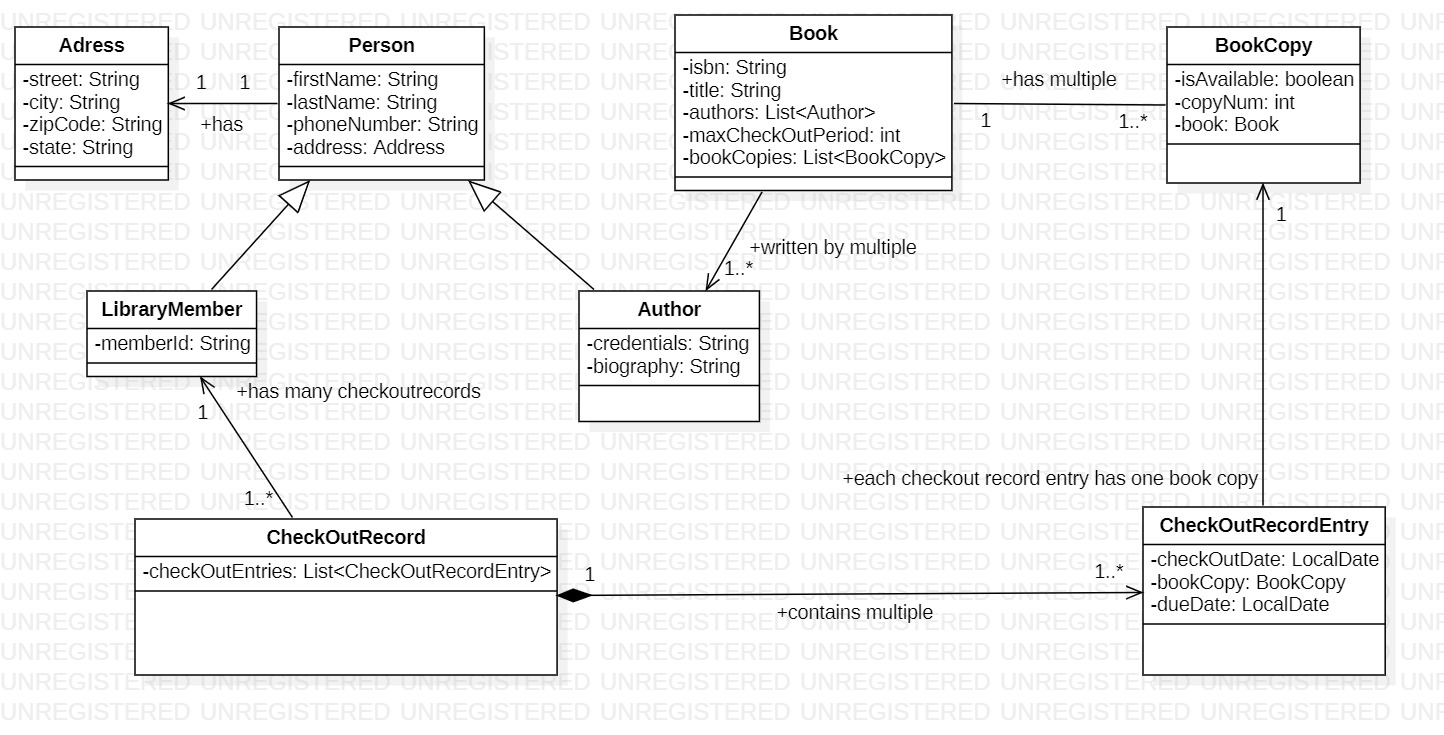 Adress
-street: String
-city: String
-zipCode: String
-state: String
1
1
+has
Person
-firstName: String
-lastName: String
-phoneNumber: String
-address: Address
Book
-isbn: String
-title: String
-authors: List<Author>
-maxCheckOutPeriod: int
-bookCopies: List<BookCopy>
+has multiple
1
1..*
BookCopy
-isAvailable: boolean
-copyNum: int
-book: Book
1
+written by multiple
1..*
LibraryMember
-memberId: String
Author
-credentials: String
-biography: String
+has many checkoutrecords
1
1..*
+each checkout record entry has one book copy
CheckOutRecord
-checkOutEntries: List<CheckOutRecordEntry>
1
1..*
+contains multiple
CheckOutRecordEntry
-checkOutDate: LocalDate
-bookCopy: BookCopy
-dueDate: LocalDate
UNREGISTERED